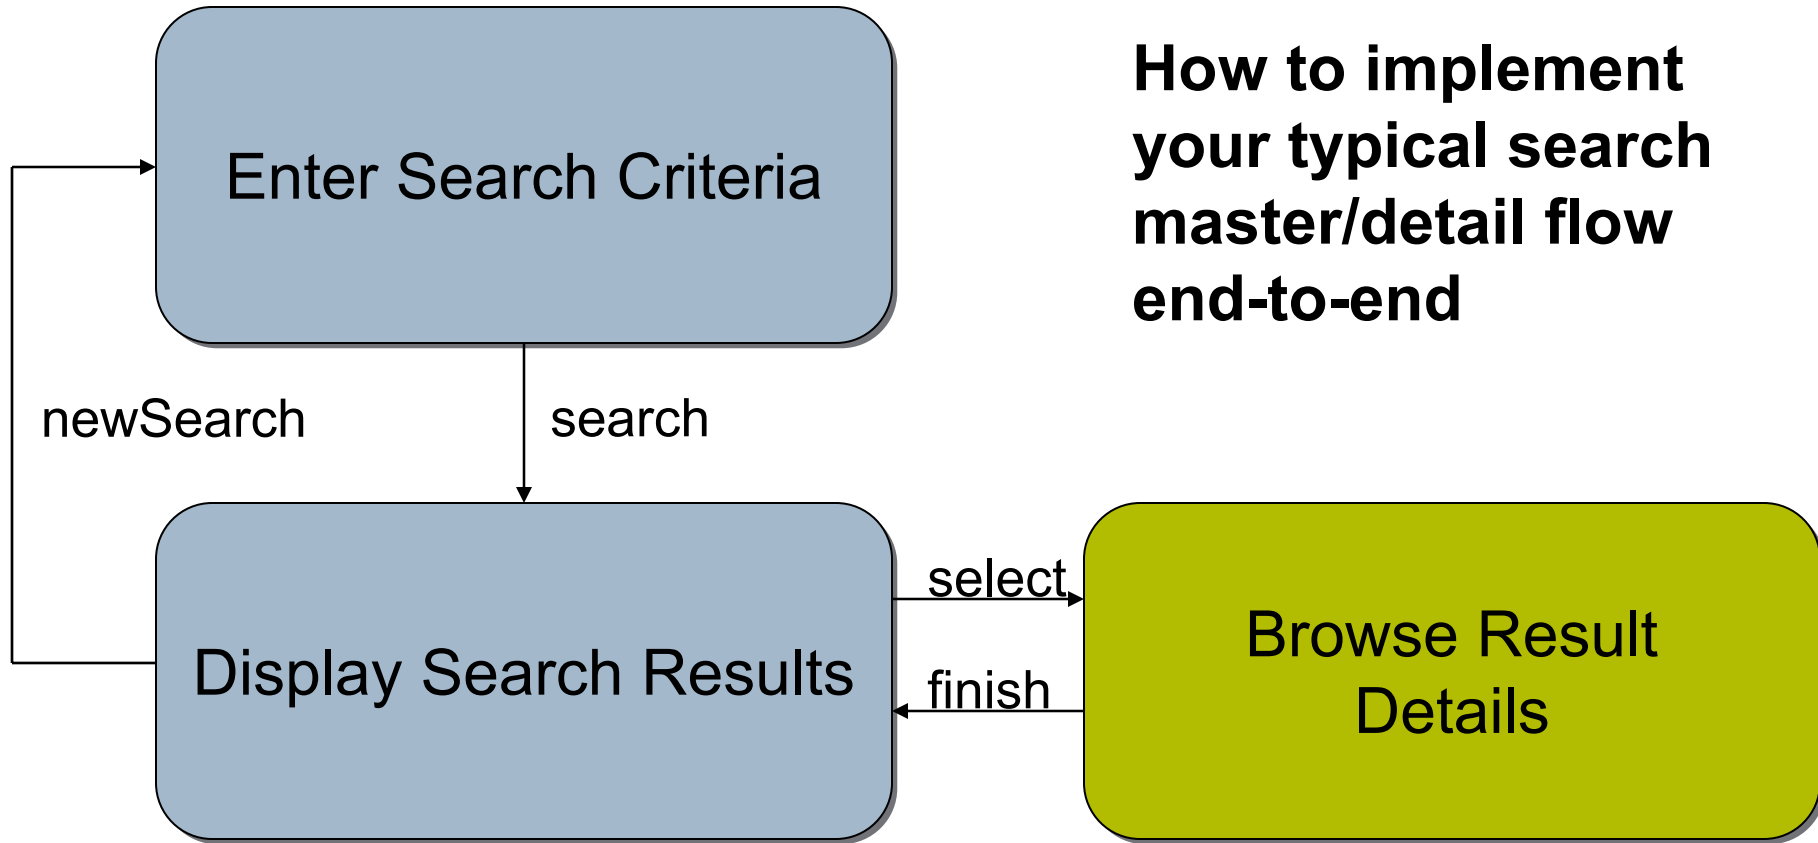 How to implement
your typical search
master/detail flow
end-to-end
Enter Search Criteria
newSearch
search
Display Search Results
select
finish
Browse Result
Details